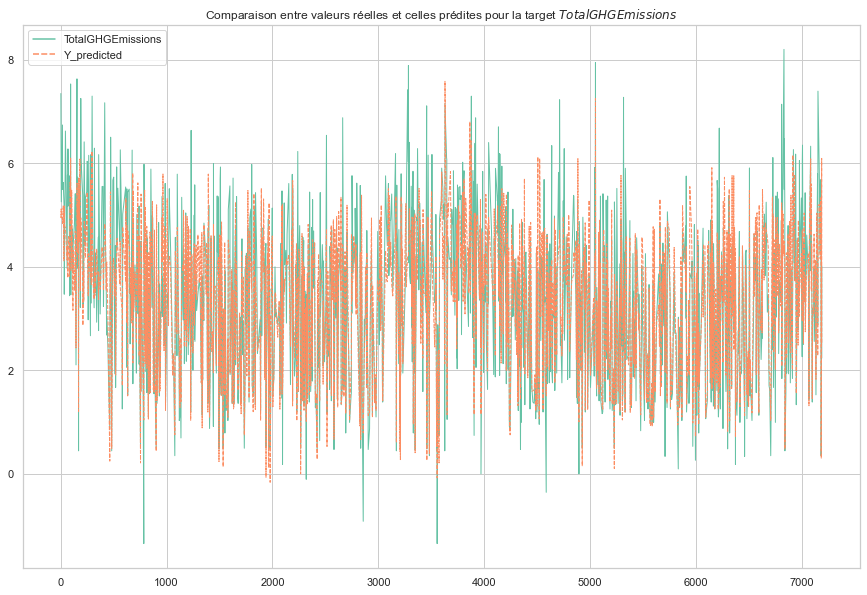 Comparaison entre valeurs réelles et celles prédites pour la target TotalGHGEmissions
TotalGHGEmissions
Y_predicted
8
6
4
2
0
0 1000 2000 3000 4000 5000 6000 7000